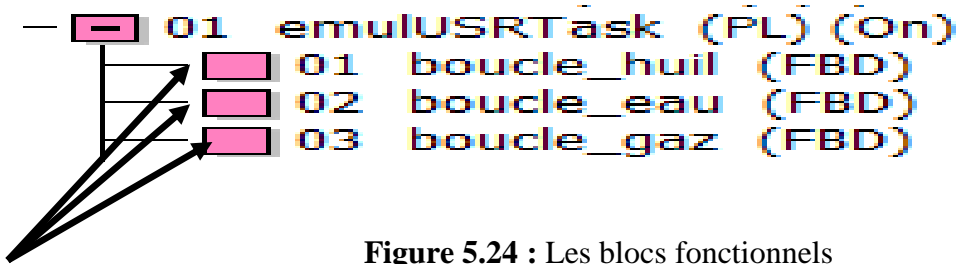 01 emulUSRTask (PL) (On)
01 boucle_huil (FBD)
02 boucle_eau (FBD)
03 boucle_gaz (FBD)
Figure 5.24 : Les blocs fonctionnels